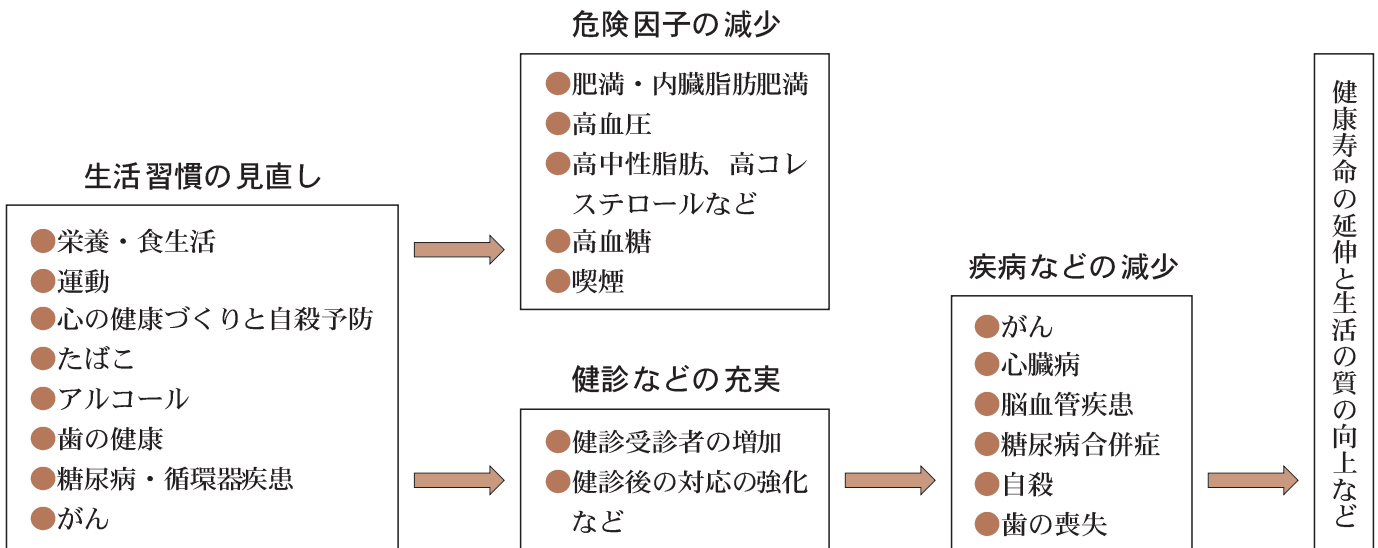 生活習慣の見直し
●栄養・食生活
●運動
●心の健康づくりと自殺予防
●たばこ
●アルコール
●歯の健康
●糖尿病・循環器疾患
●がん
危険因子の減少
●肥満・内臓脂肪肥満
●高血圧
●高中性脂肪、高コレ
ステロールなど
●高血糖
●喫煙
健診などの充実
●健診受診者の増加
●健診後の対応の強化
など
疾病などの減少
●がん
●心臓病
●脳血管疾患
●糖尿病合併症
●自殺
●歯の喪失
健康寿命の延伸と生活の質の向上など